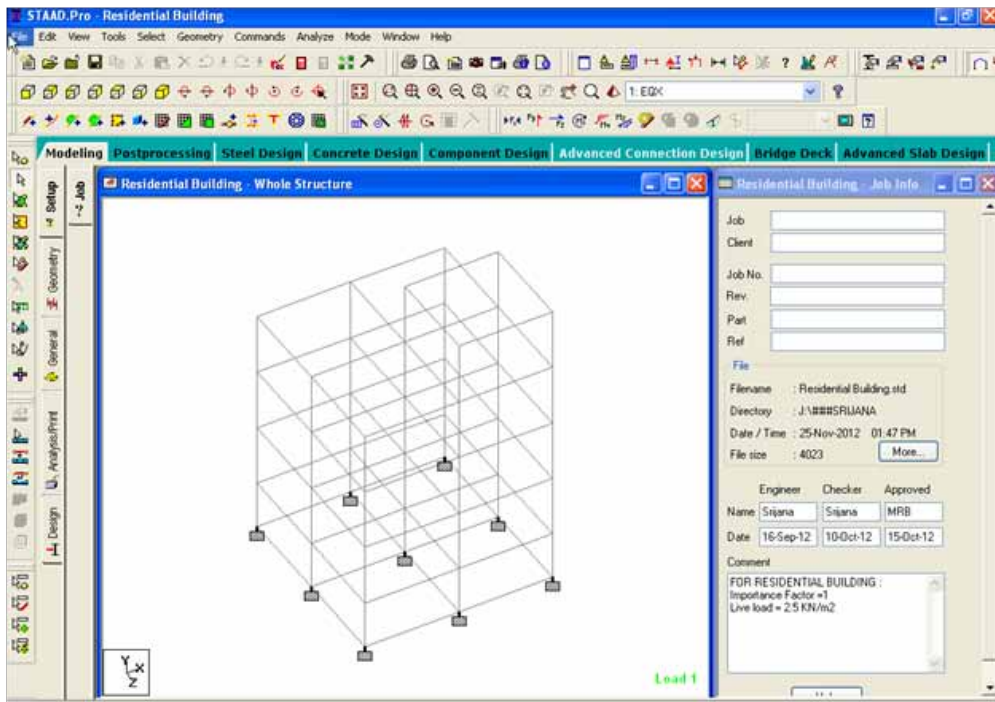 STAAD.Pro - Residential Building
File Edit View Tools Select Geometry Commands Analyze Mode Window Help
1: EQX
Modeling Postprocessing Steel Design Concrete Design Component Design Advanced Connection Design Bridge Deck Advanced Slab Design
Setup
Geometry
General
Analysis/Print
Design
Job
Residential Building - Whole Structure
Y
X
Z
Load 1
Residential Building - Job Info
Job
Client
Job No.
Rev.
Part
Ref
File
Filename : Residential Building.std
Directory : J:\###SRIJANA
Date / Time : 25-Nov-2012 01:47 PM
File size : 4023 More...
Engineer Checker Approved
Name Srijana Srijana MRB
Date 16-Sep-12 10-Oct-12 15-Oct-12
Comment
FOR RESIDENTIAL BUILDING :
Importance Factor =1
Live load = 2.5 KN/m2